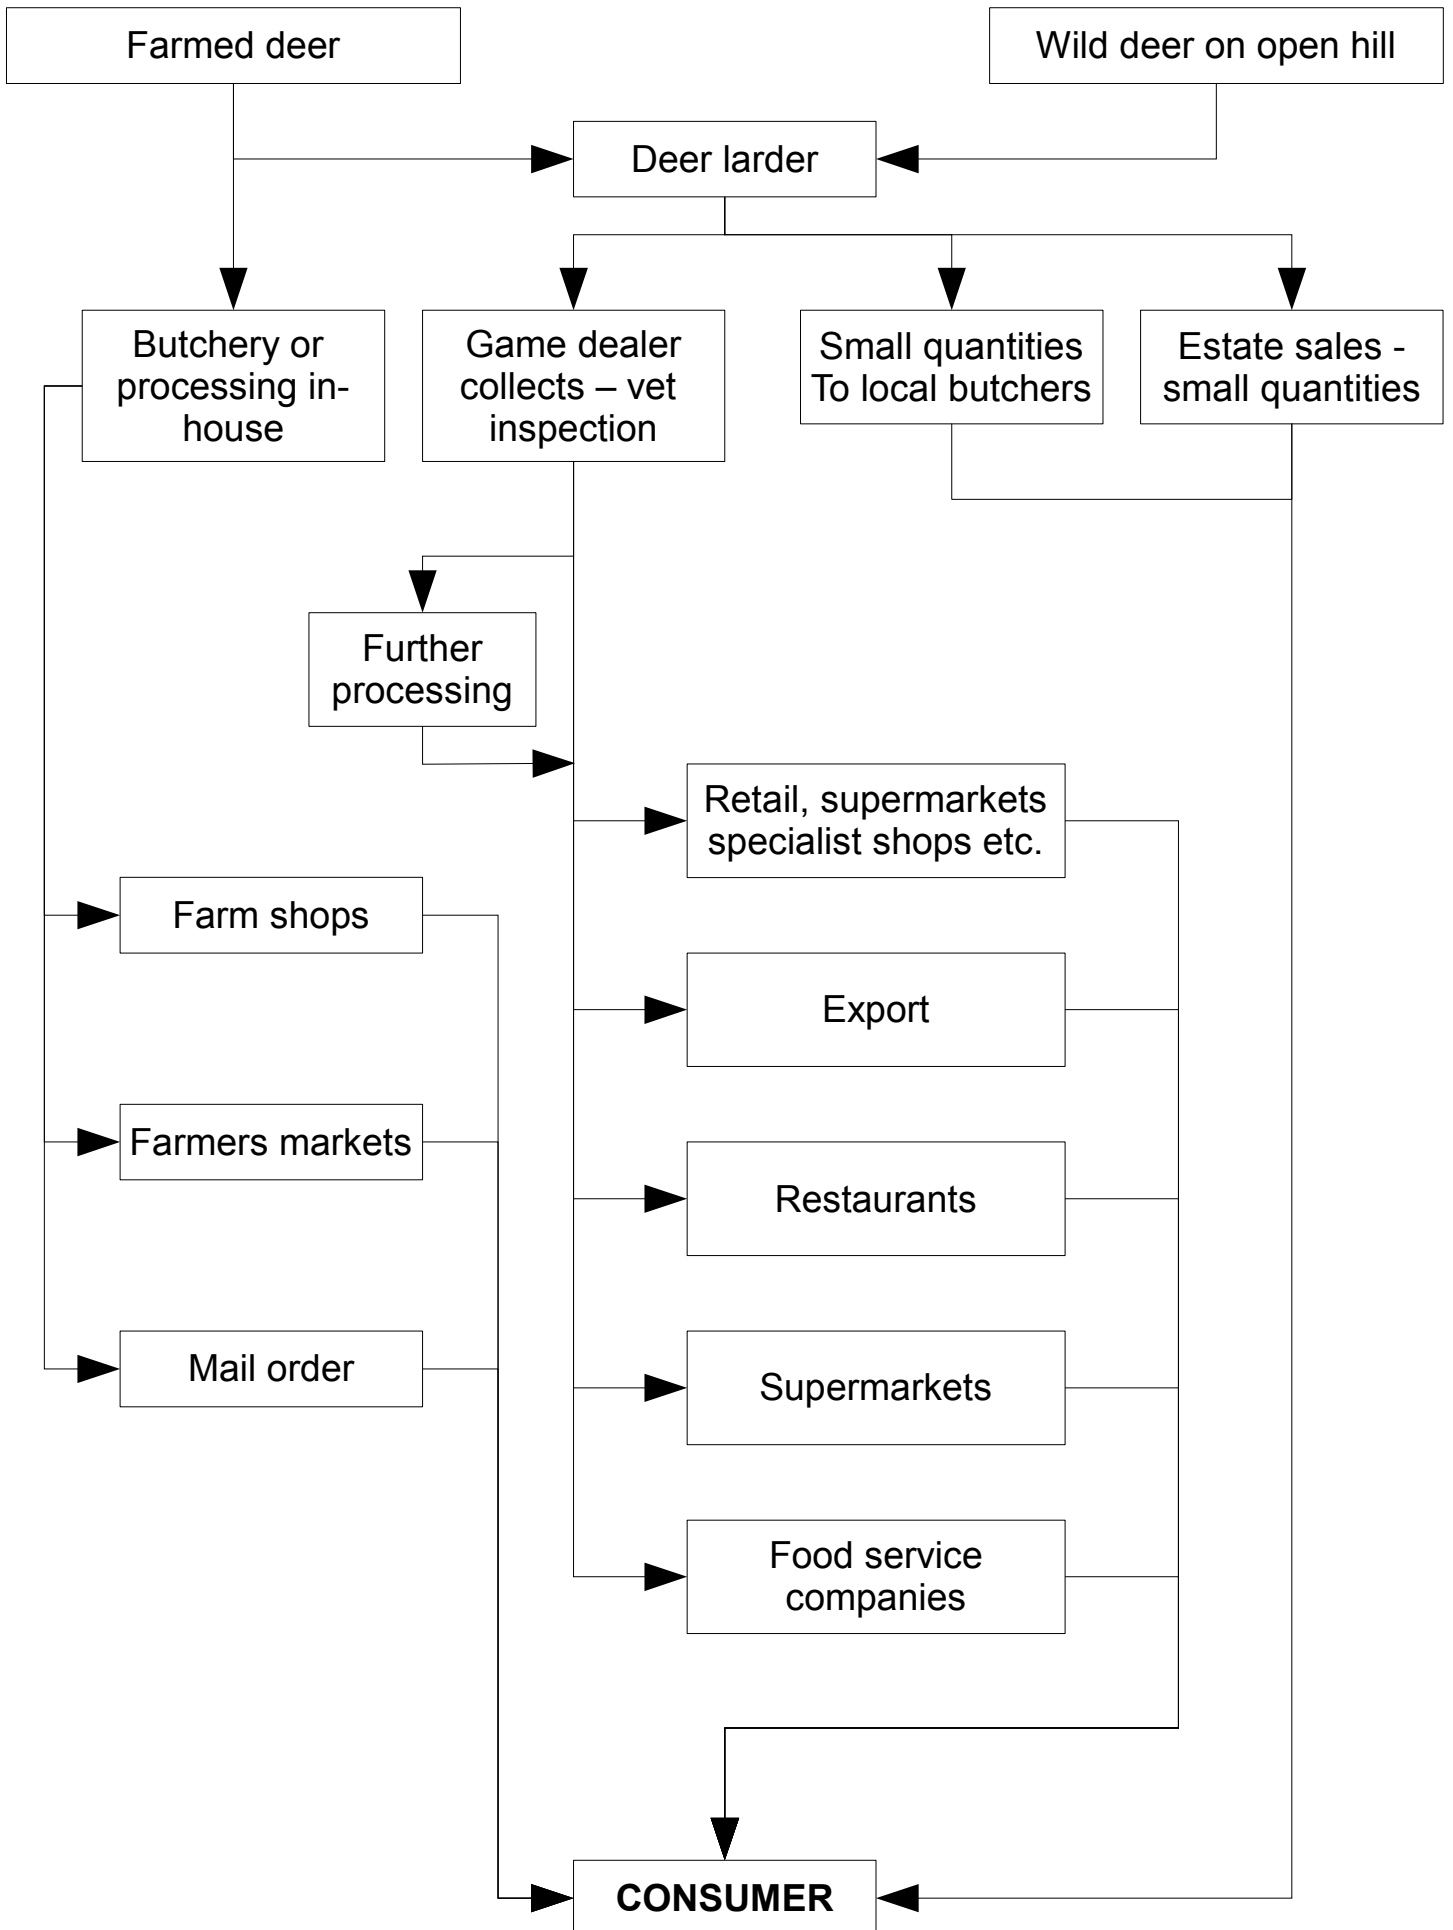 Farmed deer
Wild deer on open hill
Deer larder
Butchery or
processing in-
house
Game dealer
collects – vet
inspection
Small quantities
To local butchers
Estate sales -
small quantities
Further
processing
Retail, supermarkets
specialist shops etc.
Farm shops
Export
Farmers markets
Restaurants
Mail order
Supermarkets
Food service
companies
CONSUMER